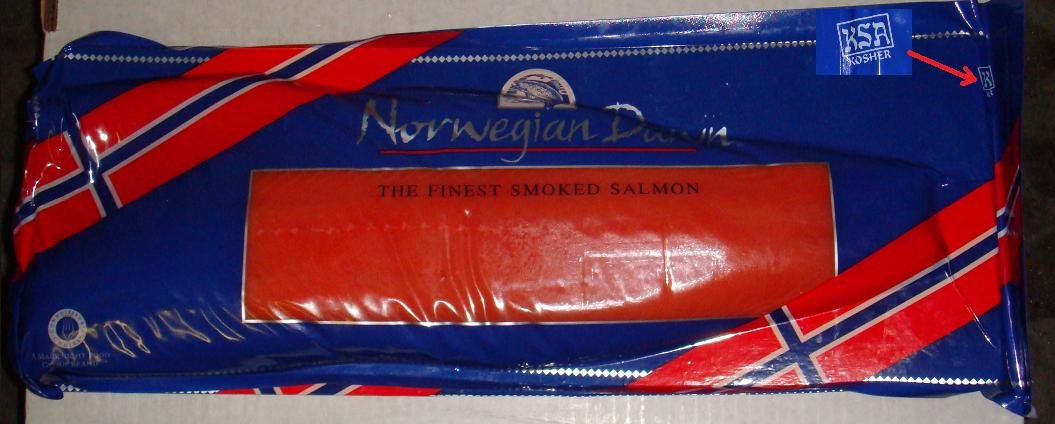 KSA
KOSHER
K
Norwegian Dawn
THE FINEST SMOKED SALMON